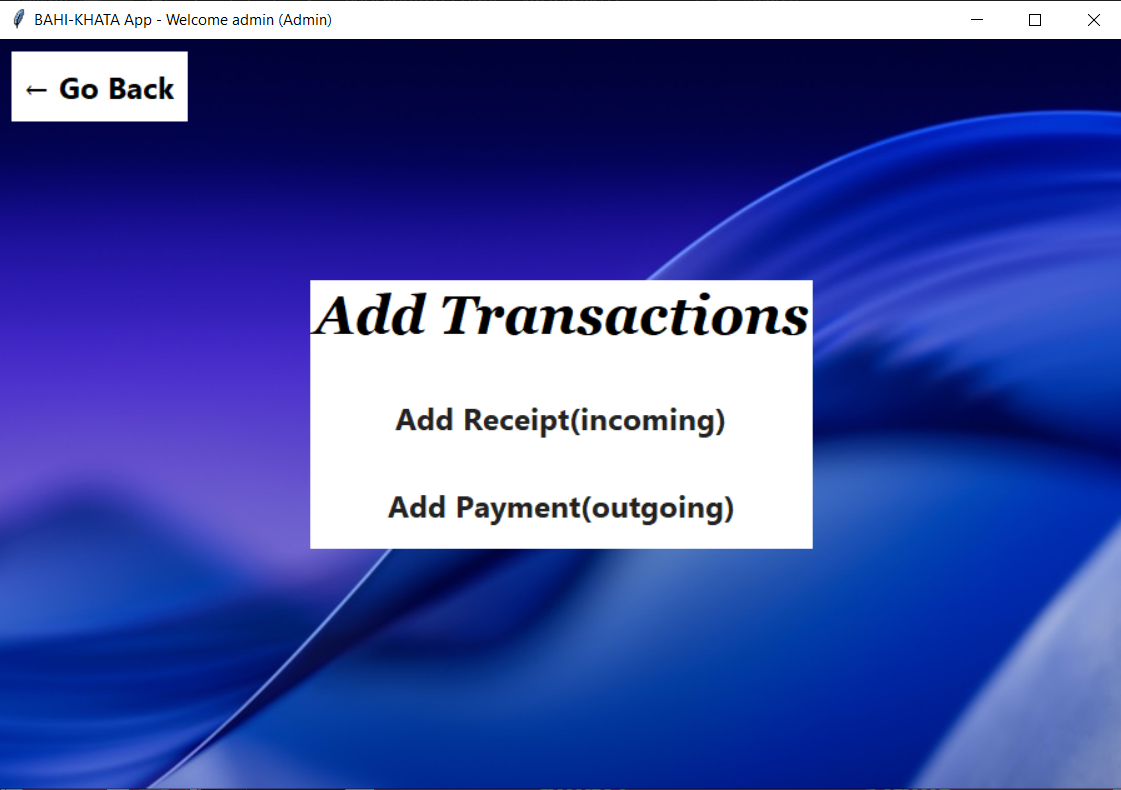 BAHI-KHATA App - Welcome admin (Admin)
← Go Back
Add Transactions
Add Receipt(incoming)
Add Payment(outgoing)